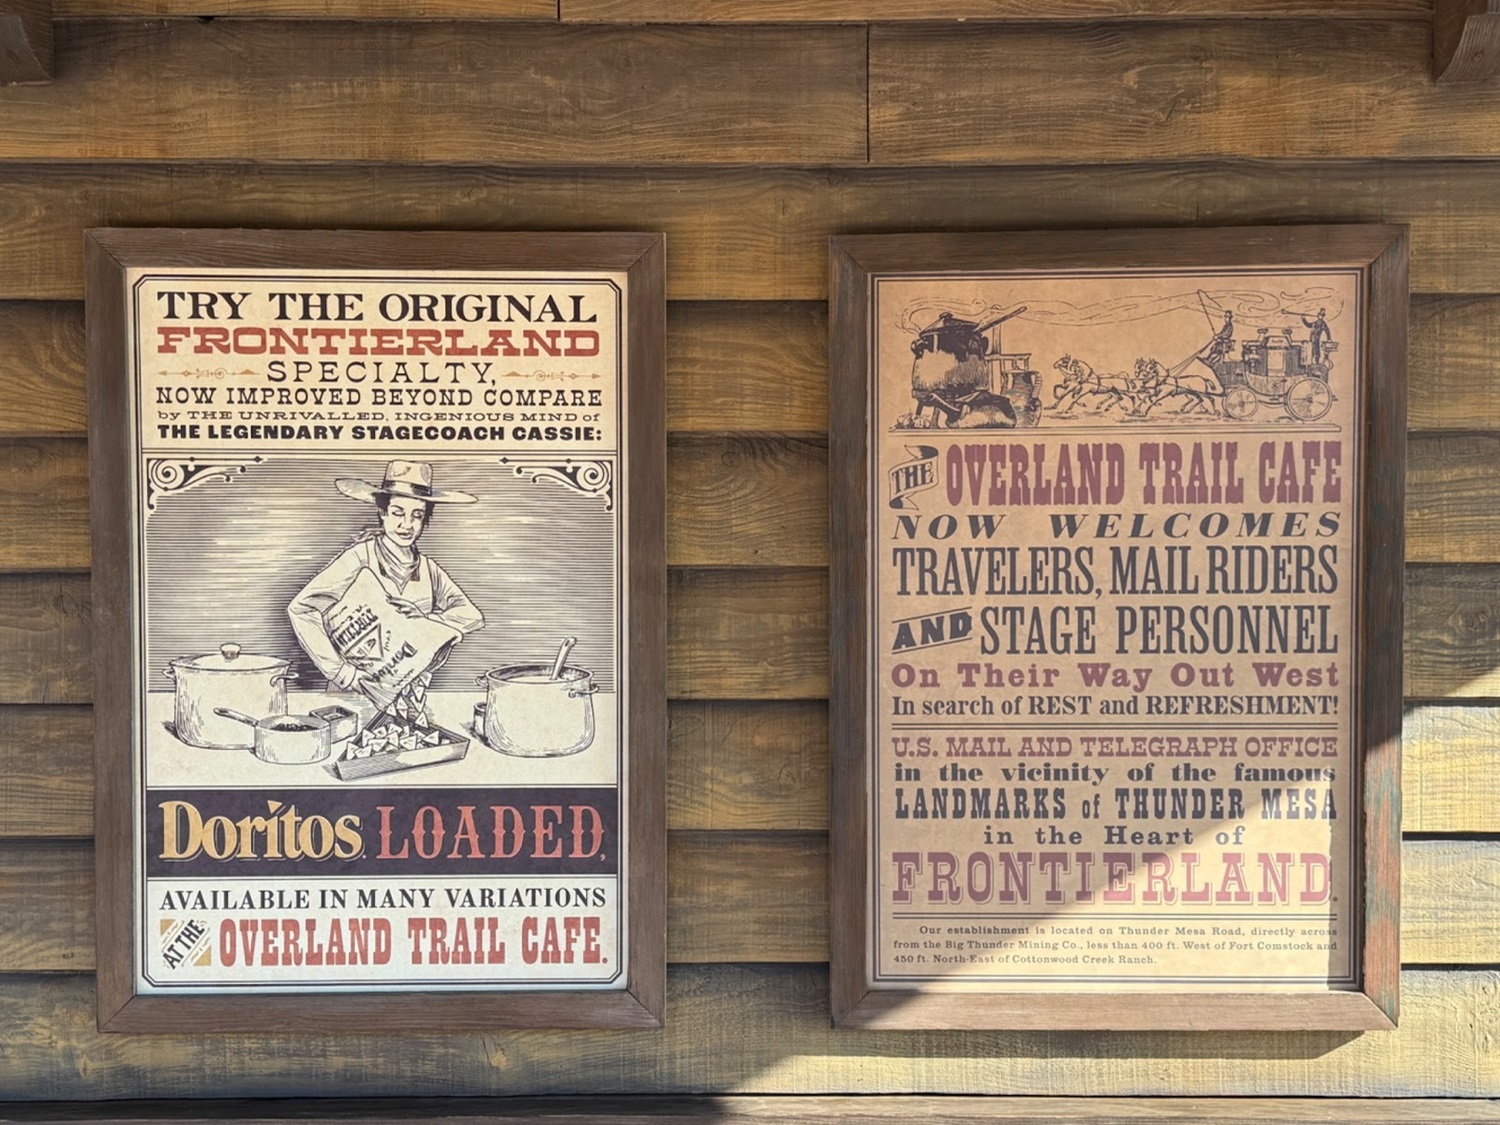 TRY THE ORIGINAL
FRONTIERLAND
SPECIALTY,
NOW IMPROVED BEYOND COMPARE
by THE UNRIVALLED, INGENIOUS MIND of
THE LEGENDARY STAGECOACH CASSIE:
Doritos
Doritos LOADED,
AVAILABLE IN MANY VARIATIONS
AT THE OVERLAND TRAIL CAFE.
THE OVERLAND TRAIL CAFE
NOW WELCOMES
TRAVELERS, MAIL RIDERS
AND STAGE PERSONNEL
On Their Way Out West
In search of REST and REFRESHMENT!
U.S. MAIL AND TELEGRAPH OFFICE
in the vicinity of the famous
LANDMARKS of THUNDER MESA
in the Heart of
FRONTIERLAND.
Our establishment is located on Thunder Mesa Road, directly across
from the Big Thunder Mining Co., less than 400 ft. West of Fort Comstock and
450 ft. North-East of Cottonwood Creek Ranch.